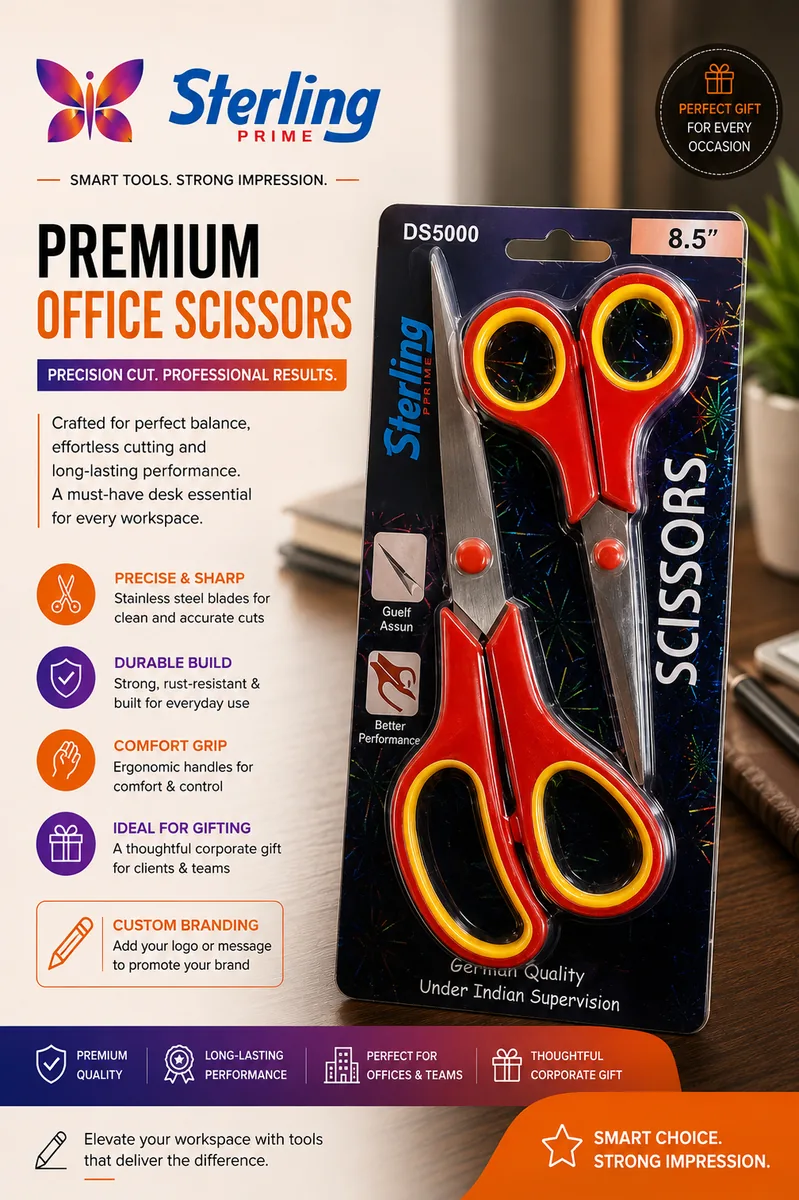 Sterling
PRIME
SMART TOOLS. STRONG IMPRESSION.
PERFECT GIFT
FOR EVERY
OCCASION
PREMIUM
OFFICE SCISSORS
PRECISION CUT. PROFESSIONAL RESULTS.
Crafted for perfect balance,
effortless cutting and
long-lasting performance.
A must-have desk essential
for every workspace.
PRECISE & SHARP
Stainless steel blades for
clean and accurate cuts
DURABLE BUILD
Strong, rust-resistant &
built for everyday use
COMFORT GRIP
Ergonomic handles for
comfort & control
IDEAL FOR GIFTING
A thoughtful corporate gift
for clients & teams
CUSTOM BRANDING
Add your logo or message
to promote your brand
DS5000
8.5"
Sterling
PPRIME
SCISSORS
Guelf
Assun
Better
Performance
German Quality
Under Indian Supervision
PREMIUM
QUALITY
LONG-LASTING
PERFORMANCE
PERFECT FOR
OFFICES & TEAMS
THOUGHTFUL
CORPORATE GIFT
Elevate your workspace with tools
that deliver the difference.
SMART CHOICE.
STRONG IMPRESSION.